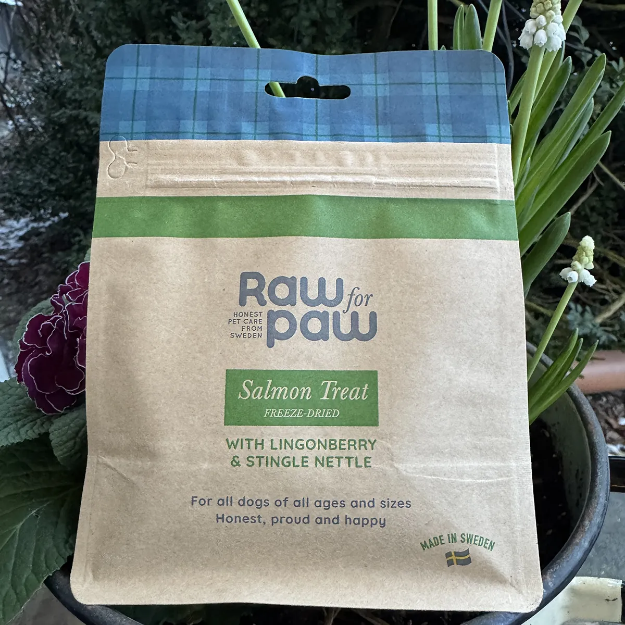 Raw for
HONEST
PET CARE
FROM
SWEDEN
paw
Salmon Treat
FREEZE-DRIED
WITH LINGONBERRY
& STINGLE NETTLE
For all dogs of all ages and sizes
Honest, proud and happy
MADE IN SWEDEN